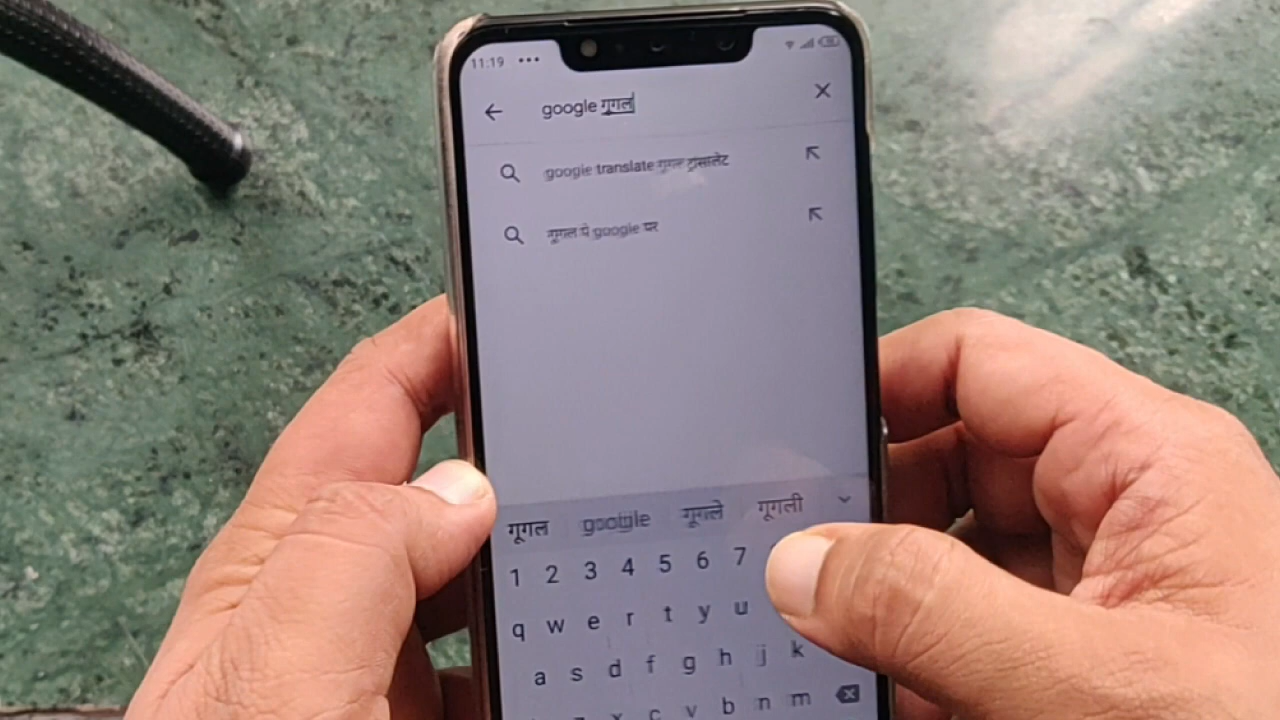 11:19
google गूगल
google translate गूगल ट्रांसलेट
गूगल पे google पर
गूगल google गूगले गूगली
1 2 3 4 5 6 7
q w e r t y u
a s d f g h j k
z x c v b n m